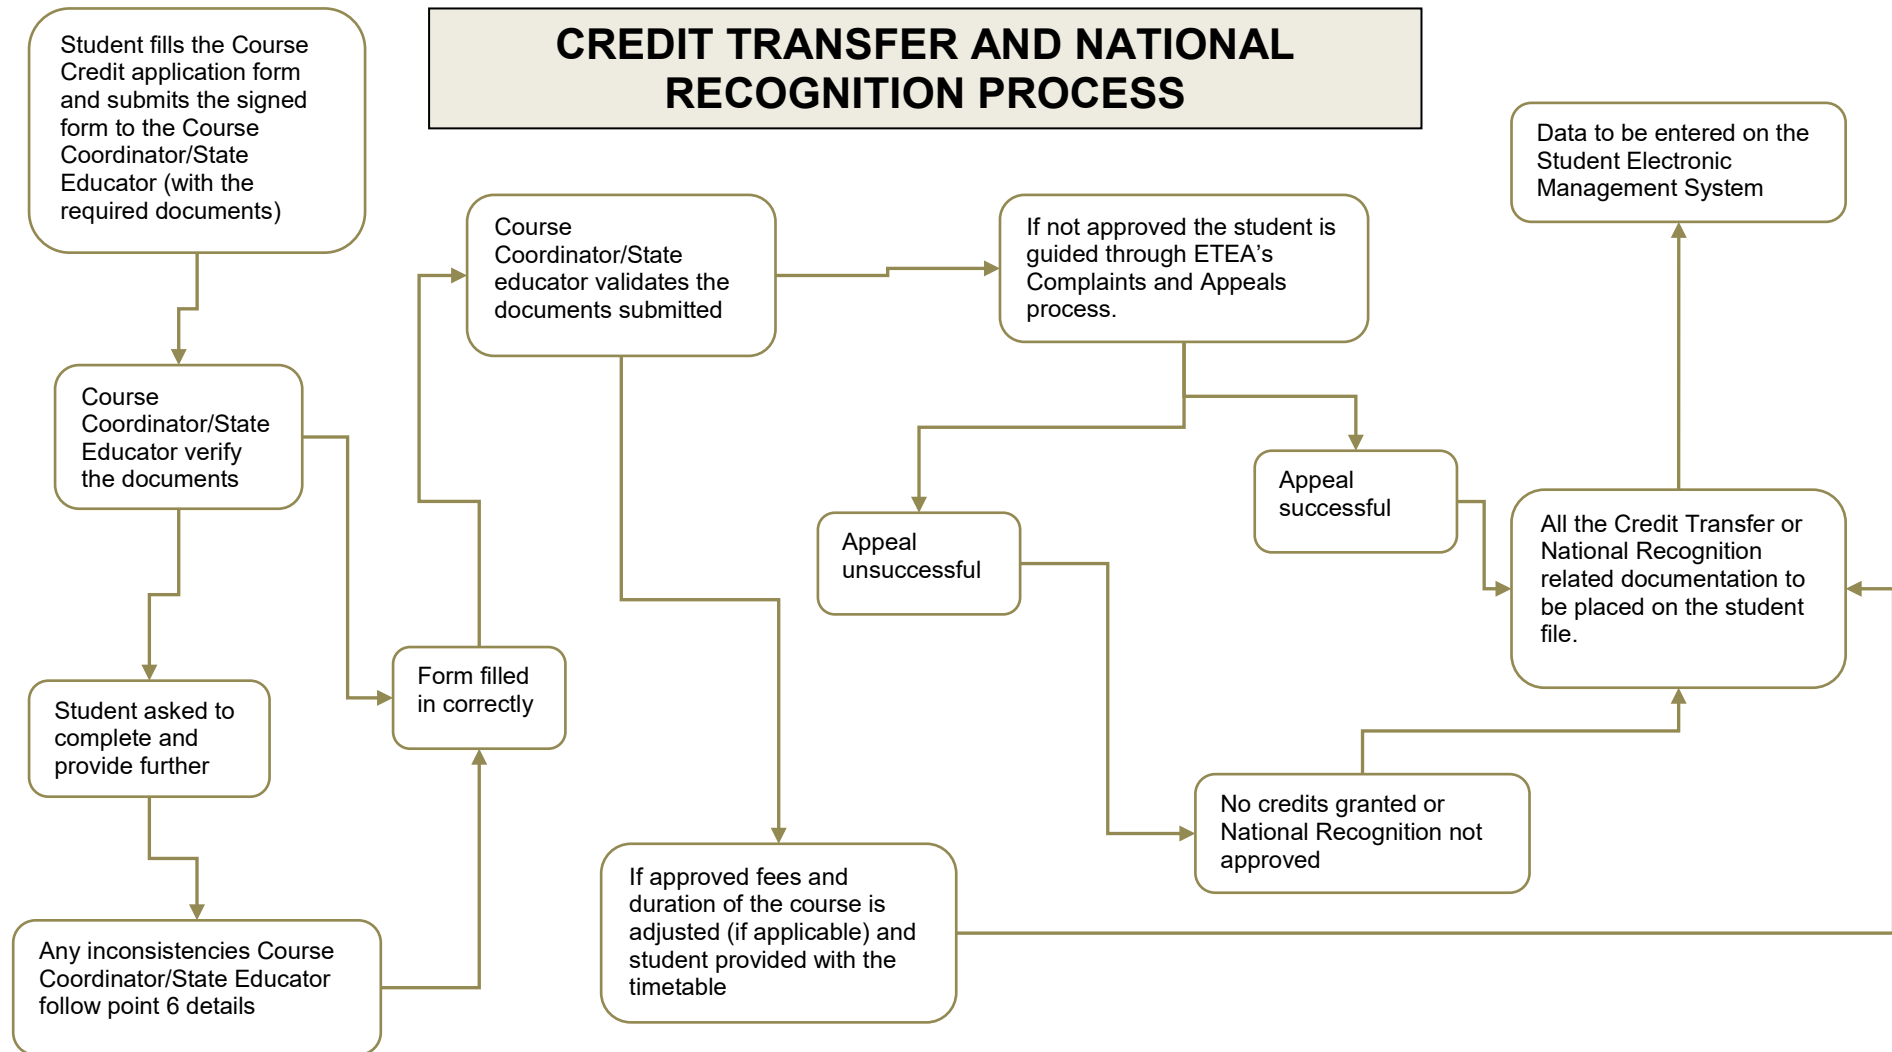 CREDIT TRANSFER AND NATIONAL
RECOGNITION PROCESS
Student fills the Course
Credit application form
and submits the signed
form to the Course
Coordinator/State
Educator (with the
required documents)
Course
Coordinator/State
Educator verify
the documents
Student asked to
complete and
provide further
Any inconsistencies Course
Coordinator/State Educator
follow point 6 details
Form filled
in correctly
Course
Coordinator/State
educator validates the
documents submitted
If not approved the student is
guided through ETEA’s
Complaints and Appeals
process.
Appeal
unsuccessful
Appeal
successful
If approved fees and
duration of the course is
adjusted (if applicable) and
student provided with the
timetable
No credits granted or
National Recognition not
approved
All the Credit Transfer or
National Recognition
related documentation to
be placed on the student
file.
Data to be entered on the
Student Electronic
Management System